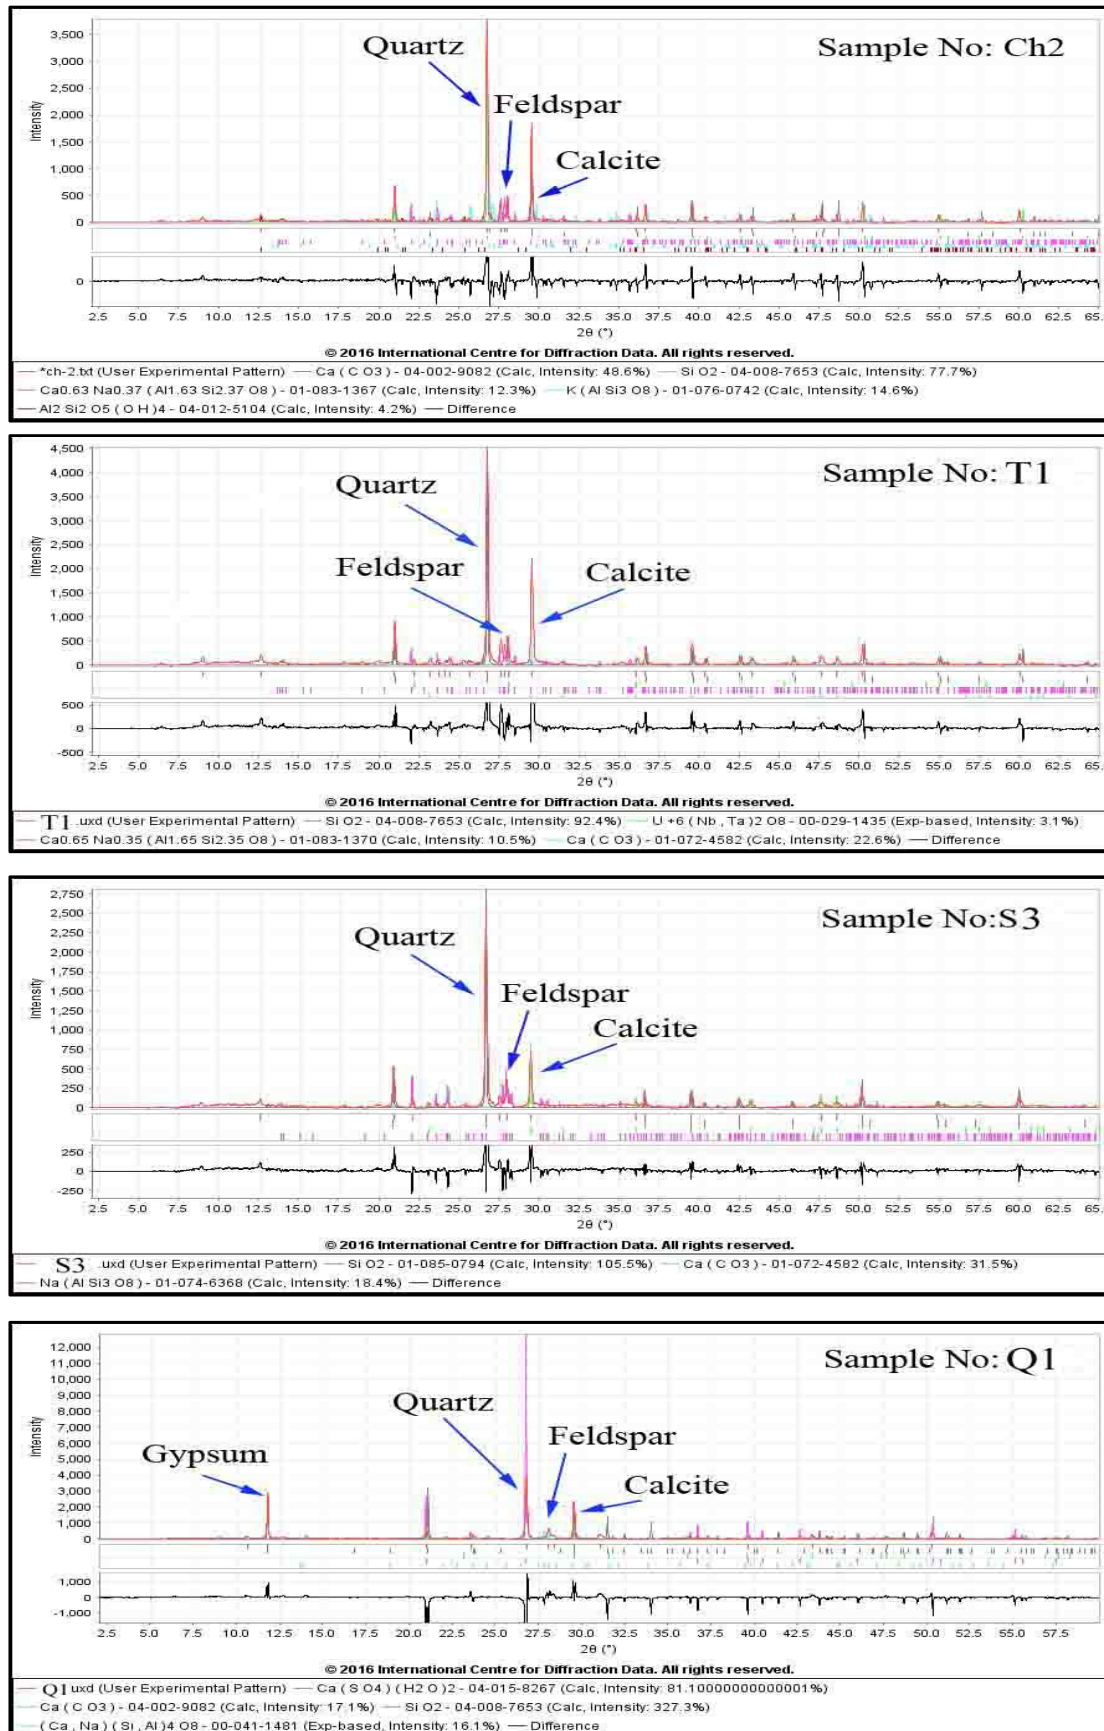 Sample No: Ch2
Quartz
Feldspar
Calcite
3,500
3,000
2,500
2,000
1,500
1,000
500
0
Intensity
0
2.5 5.0 7.5 10.0 12.5 15.0 17.5 20.0 22.5 25.0 27.5 30.0 32.5 35.0 37.5 40.0 42.5 45.0 47.5 50.0 52.5 55.0 57.5 60.0 62.5 65.
2θ (°)
© 2016 International Centre for Diffraction Data. All rights reserved.
*ch-2.txt (User Experimental Pattern) Ca ( C O3 ) - 04-002-9082 (Calc, Intensity: 48.6%) Si O2 - 04-008-7653 (Calc, Intensity: 77.7%)
Ca0.63 Na0.37 ( Al1.63 Si2.37 O8 ) - 01-083-1367 (Calc, Intensity: 12.3%) K ( Al Si3 O8 ) - 01-076-0742 (Calc, Intensity: 14.6%)
Al2 Si2 O5 ( O H )4 - 04-012-5104 (Calc, Intensity: 4.2%) Difference
Sample No: T1
Quartz
Feldspar
Calcite
4,500
4,000
3,500
3,000
2,500
2,000
1,500
1,000
500
0
Intensity
500
0
-500
2.5 5.0 7.5 10.0 12.5 15.0 17.5 20.0 22.5 25.0 27.5 30.0 32.5 35.0 37.5 40.0 42.5 45.0 47.5 50.0 52.5 55.0 57.5 60.0 62.5 65.
2θ (°)
© 2016 International Centre for Diffraction Data. All rights reserved.
T1 .uxd (User Experimental Pattern) Si O2 - 04-008-7653 (Calc, Intensity: 92.4%) U +6 ( Nb , Ta )2 O8 - 00-029-1435 (Exp-based, Intensity: 3.1%)
Ca0.65 Na0.35 ( Al1.65 Si2.35 O8 ) - 01-083-1370 (Calc, Intensity: 10.5%) Ca ( C O3 ) - 01-072-4582 (Calc, Intensity: 22.6%) Difference
Sample No:S3
Quartz
Feldspar
Calcite
2,750
2,500
2,250
2,000
1,750
1,500
1,250
1,000
750
500
250
0
Intensity
250
0
-250
2.5 5.0 7.5 10.0 12.5 15.0 17.5 20.0 22.5 25.0 27.5 30.0 32.5 35.0 37.5 40.0 42.5 45.0 47.5 50.0 52.5 55.0 57.5 60.0 62.5 65.
2θ (°)
© 2016 International Centre for Diffraction Data. All rights reserved.
S3 .uxd (User Experimental Pattern) Si O2 - 01-085-0794 (Calc, Intensity: 105.5%) Ca ( C O3 ) - 01-072-4582 (Calc, Intensity: 31.5%)
Na ( Al Si3 O8 ) - 01-074-6368 (Calc, Intensity: 18.4%) Difference
Sample No: Q1
Quartz
Feldspar
Gypsum
Calcite
12,000
11,000
10,000
9,000
8,000
7,000
6,000
5,000
4,000
3,000
2,000
1,000
0
Intensity
1,000
0
-1,000
2.5 5.0 7.5 10.0 12.5 15.0 17.5 20.0 22.5 25.0 27.5 30.0 32.5 35.0 37.5 40.0 42.5 45.0 47.5 50.0 52.5 55.0 57.5
2θ (°)
© 2016 International Centre for Diffraction Data. All rights reserved.
Q1 uxd (User Experimental Pattern) Ca ( S O4 ) ( H2 O )2 - 04-015-8267 (Calc, Intensity: 81.10000000000001%)
Ca ( C O3 ) - 04-002-9082 (Calc, Intensity: 17.1%) Si O2 - 04-008-7653 (Calc, Intensity: 327.3%)
( Ca , Na ) ( Si , Al )4 O8 - 00-041-1481 (Exp-based, Intensity: 16.1%) Difference